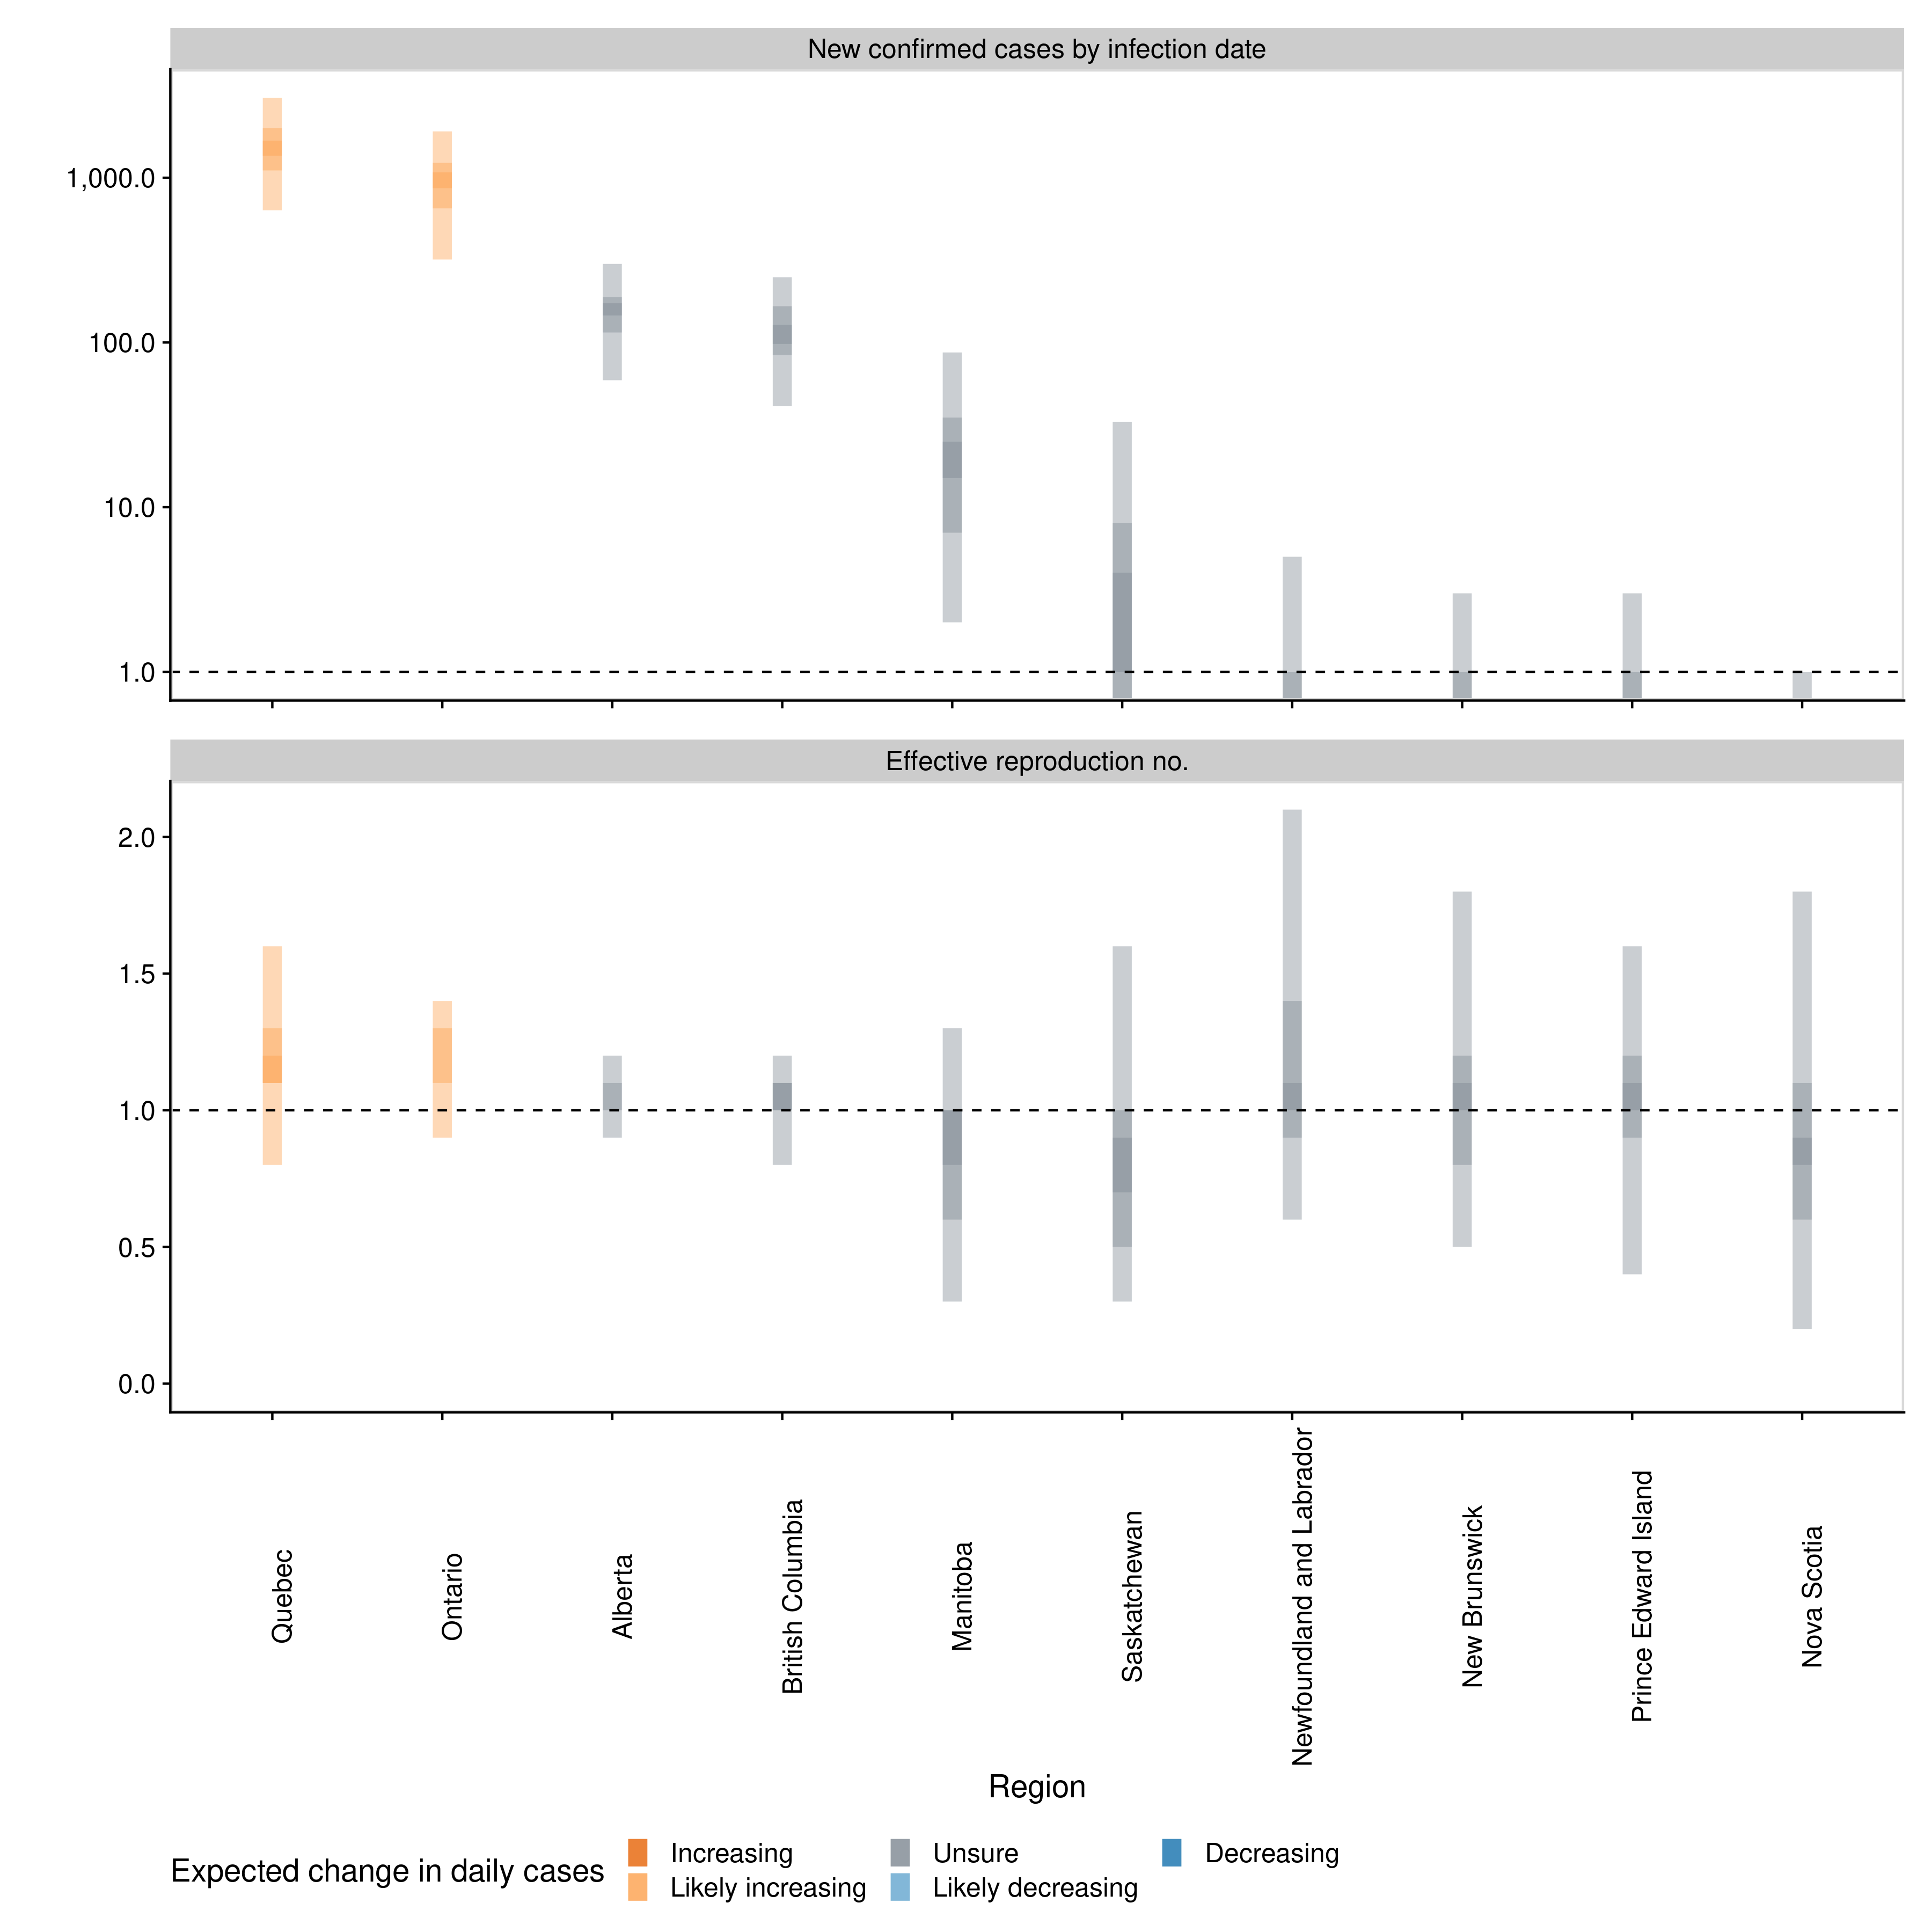 New confirmed cases by infection date
1,000.0
100.0
10.0
1.0
Effective reproduction no.
2.0
1.5
1.0
0.5
0.0
Quebec
Ontario
Alberta
British Columbia
Manitoba
Saskatchewan
Newfoundland and Labrador
New Brunswick
Prince Edward Island
Nova Scotia
Region
Expected change in daily cases
Increasing
Likely increasing
Unsure
Likely decreasing
Decreasing